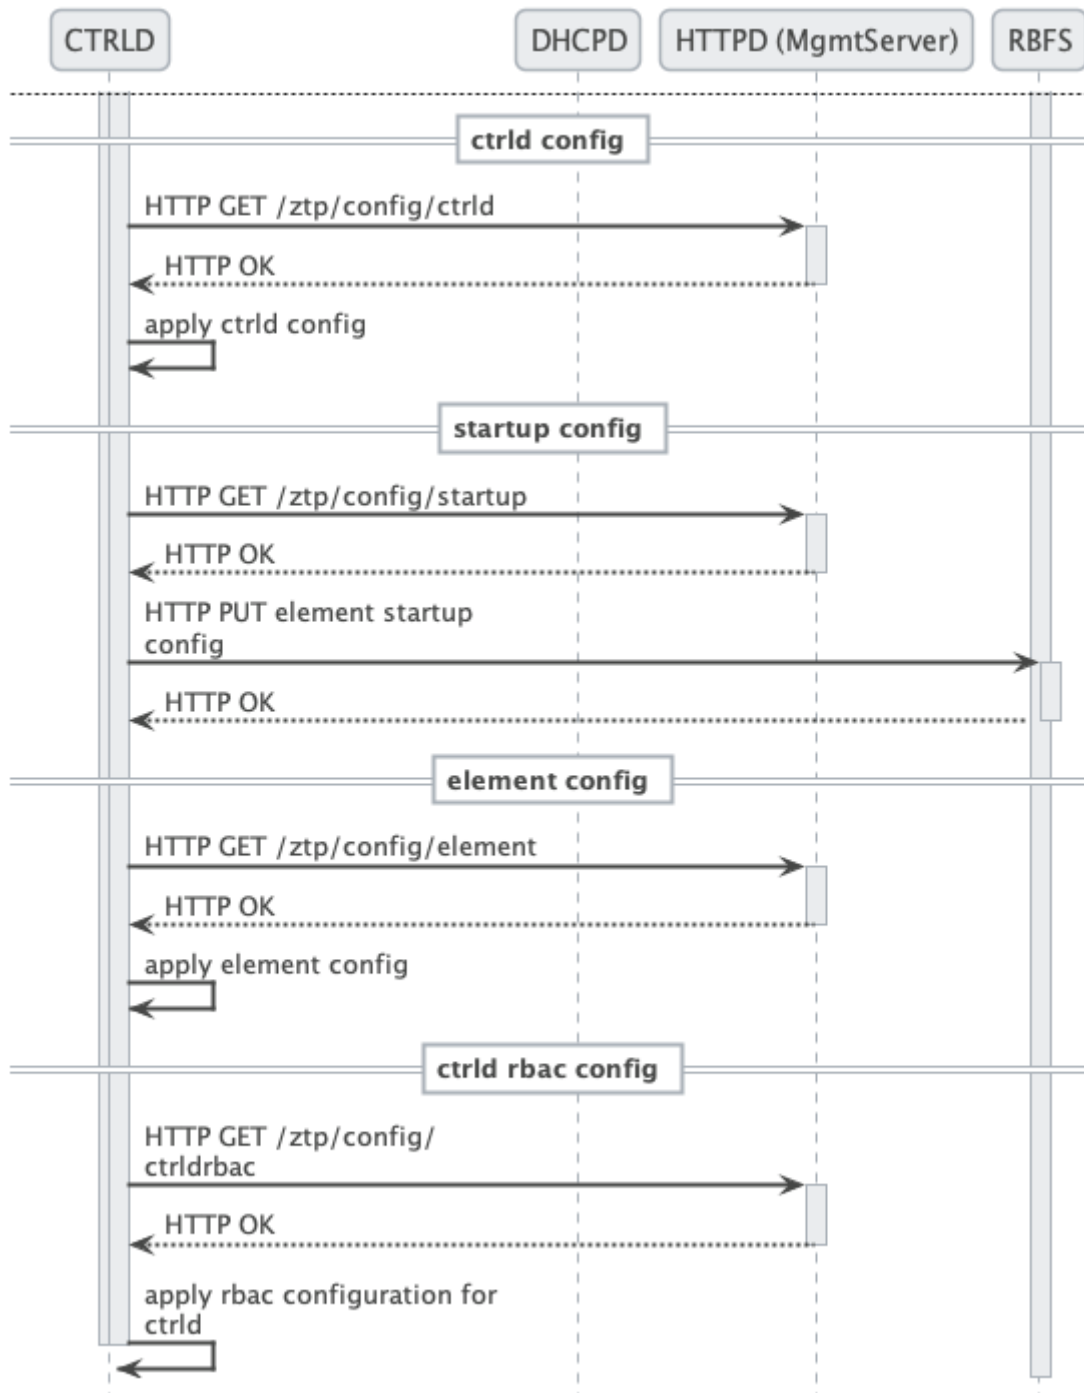 CTRLD
DHCPD
HTTPD (MgmtServer)
RBFS
ctrld config
HTTP GET /ztp/config/ctrld
HTTP OK
apply ctrld config
startup config
HTTP GET /ztp/config/startup
HTTP OK
HTTP PUT element startup
config
HTTP OK
element config
HTTP GET /ztp/config/element
HTTP OK
apply element config
ctrld rbac config
HTTP GET /ztp/config/
ctrldrbac
HTTP OK
apply rbac configuration for
ctrld